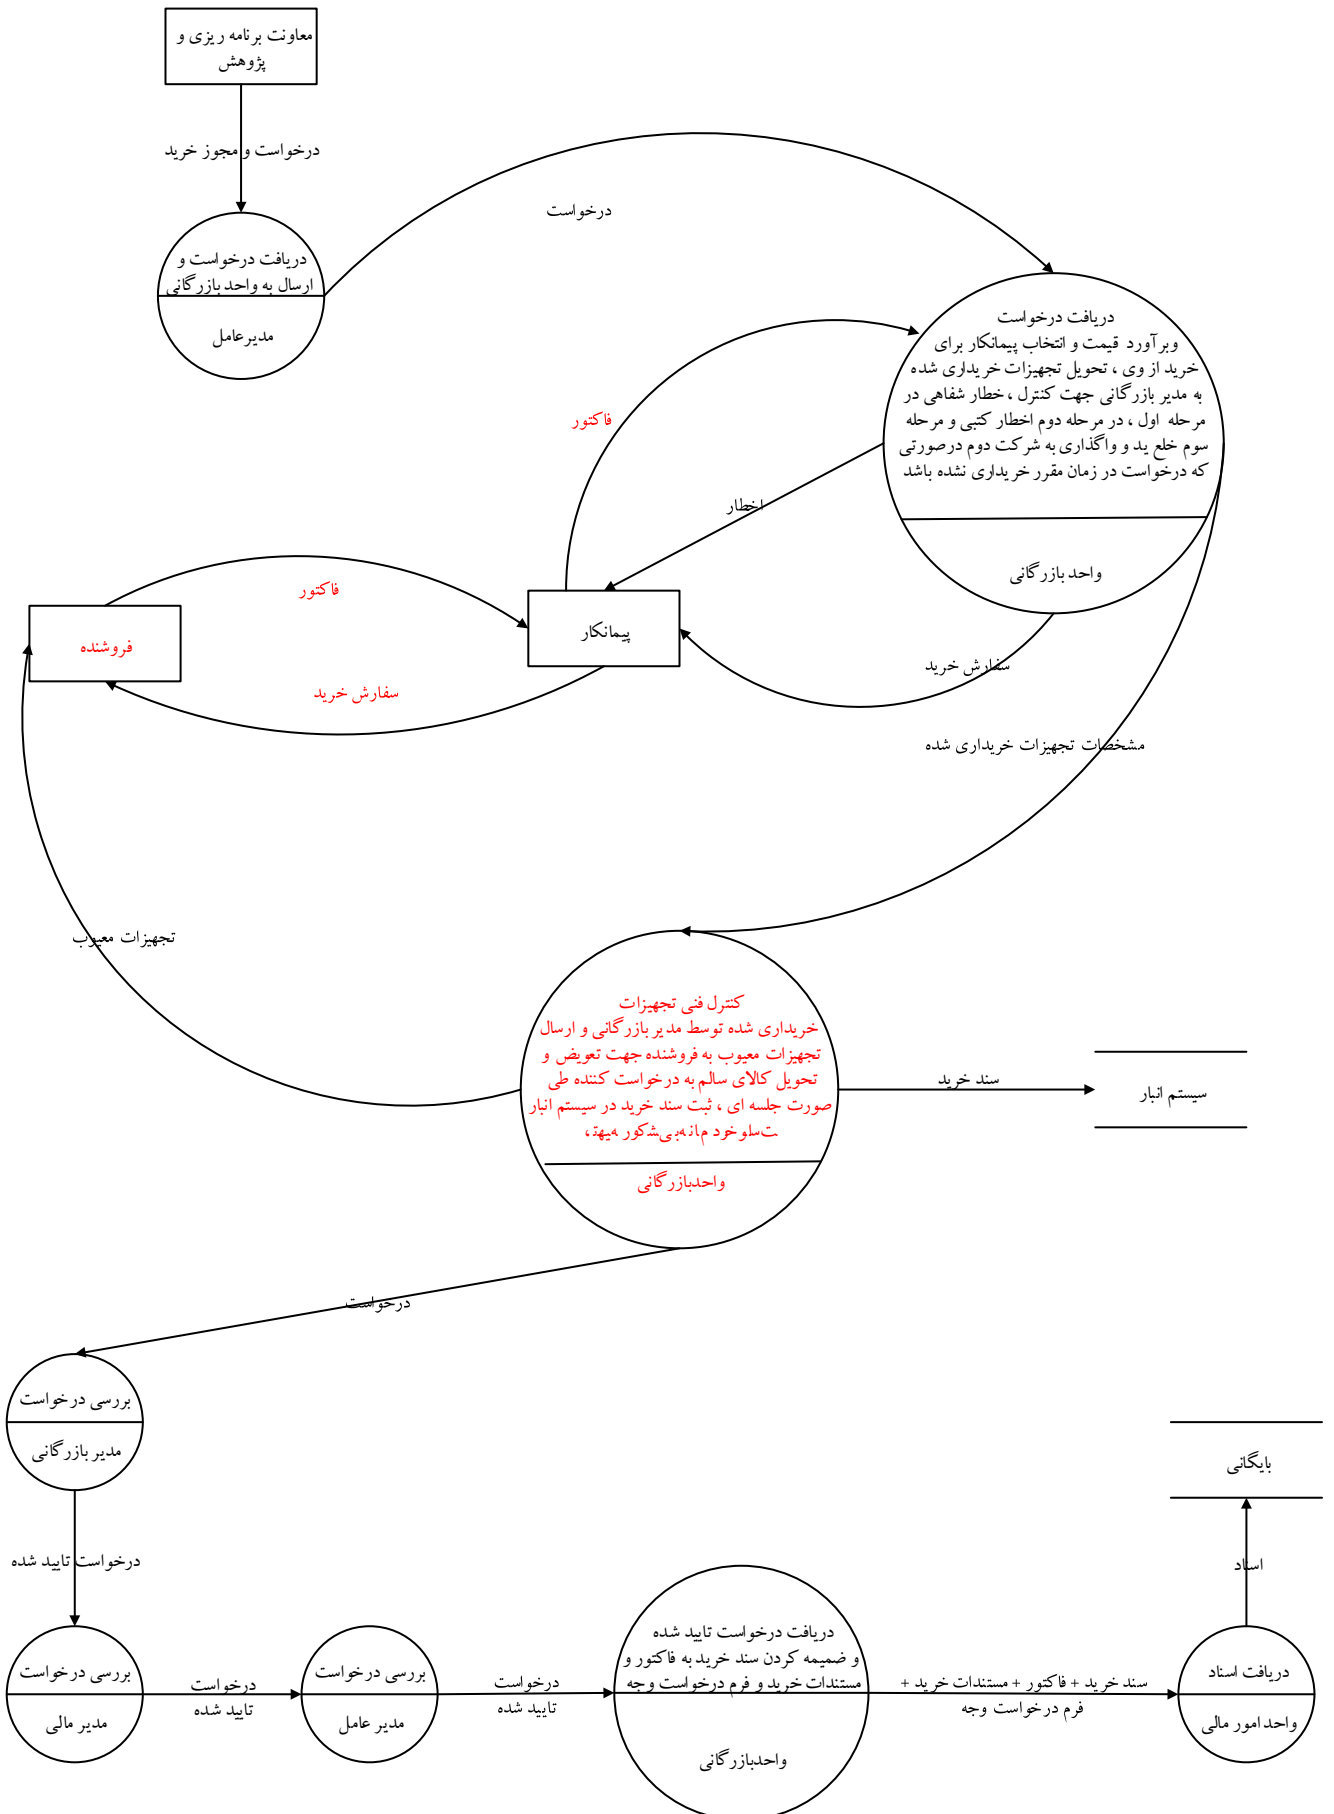 معاونت برنامه ریزی و
پژوهش
درخواست و مجوز خرید
درخواست
دریافت درخواست و
ارسال به واحد بازرگانی
مدیرعامل
دریافت درخواست
وبرآورد قیمت و انتخاب پیمانکار برای
خرید از وی ، تحویل تجهیزات خریداری شده
به مدیر بازرگانی جهت کنترل ، خطار شفاهی در
مرحله اول ، در مرحله دوم اخطار کتبی و مرحله
سوم خلع ید و واگذاری به شرکت دوم درصورتی
که درخواست در زمان مقرر خریداری نشده باشد
واحد بازرگانی
فاکتور
اخطار
فاکتور
فروشنده
پیمانکار
سفارش خرید
سفارش خرید
مشخصات تجهیزات خریداری شده
تجهیزات معیوب
کنترل فنی تجهیزات
خریداری شده توسط مدیر بازرگانی و ارسال
تجهیزات معیوب به فروشنده جهت تعویض و
تحویل کالای سالم به درخواست کننده طی
صورت جلسه ای ، ثبت سند خرید در سیستم انبار
واحدبازرگانی
سند خرید
سیستم انبار
درخواست
بررسی درخواست
مدیر بازرگانی
بایگانی
درخواست تایید شده
اسناد
بررسی درخواست
مدیر مالی
درخواست
تایید شده
بررسی درخواست
مدیر عامل
درخواست
تایید شده
دریافت درخواست تایید شده
و ضمیمه کردن سند خرید به فاکتور و
مستندات خرید و فرم درخواست وجه
واحدبازرگانی
سند خرید + فاکتور + مستندات خرید +
فرم درخواست وجه
دریافت اسناد
واحد امور مالی